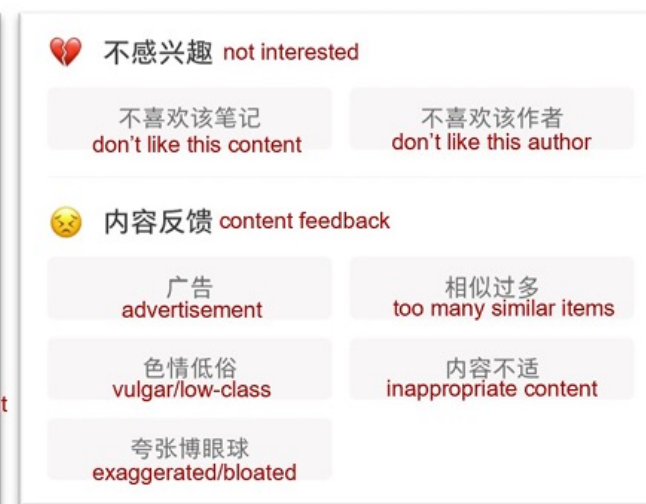 不感兴趣 not interested
不喜欢该笔记
don't like this content
不喜欢该作者
don't like this author
内容反馈 content feedback
广告
advertisement
相似过多
too many similar items
色情低俗
vulgar/low-class
内容不适
inappropriate content
t
夸张博眼球
exaggerated/bloated